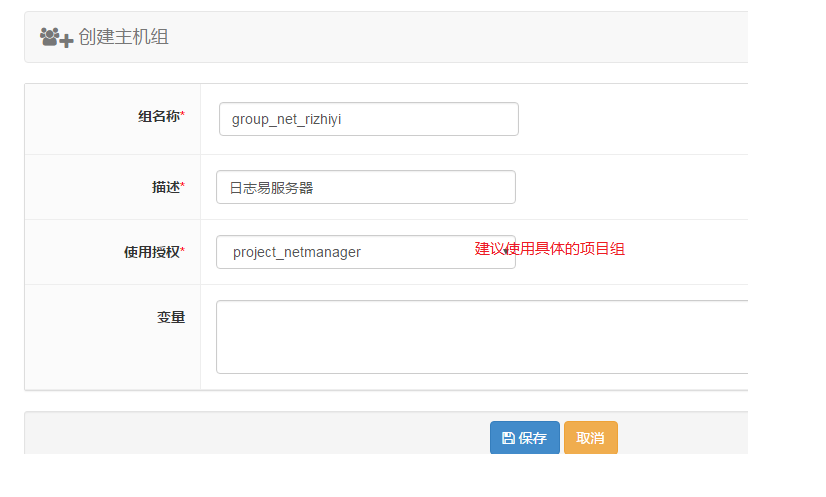 创建主机组
组名称* group_net_rizhiyi
描述* 日志易服务器
使用授权* project_netmanager 建议使用具体的项目组
变量
保存 取消